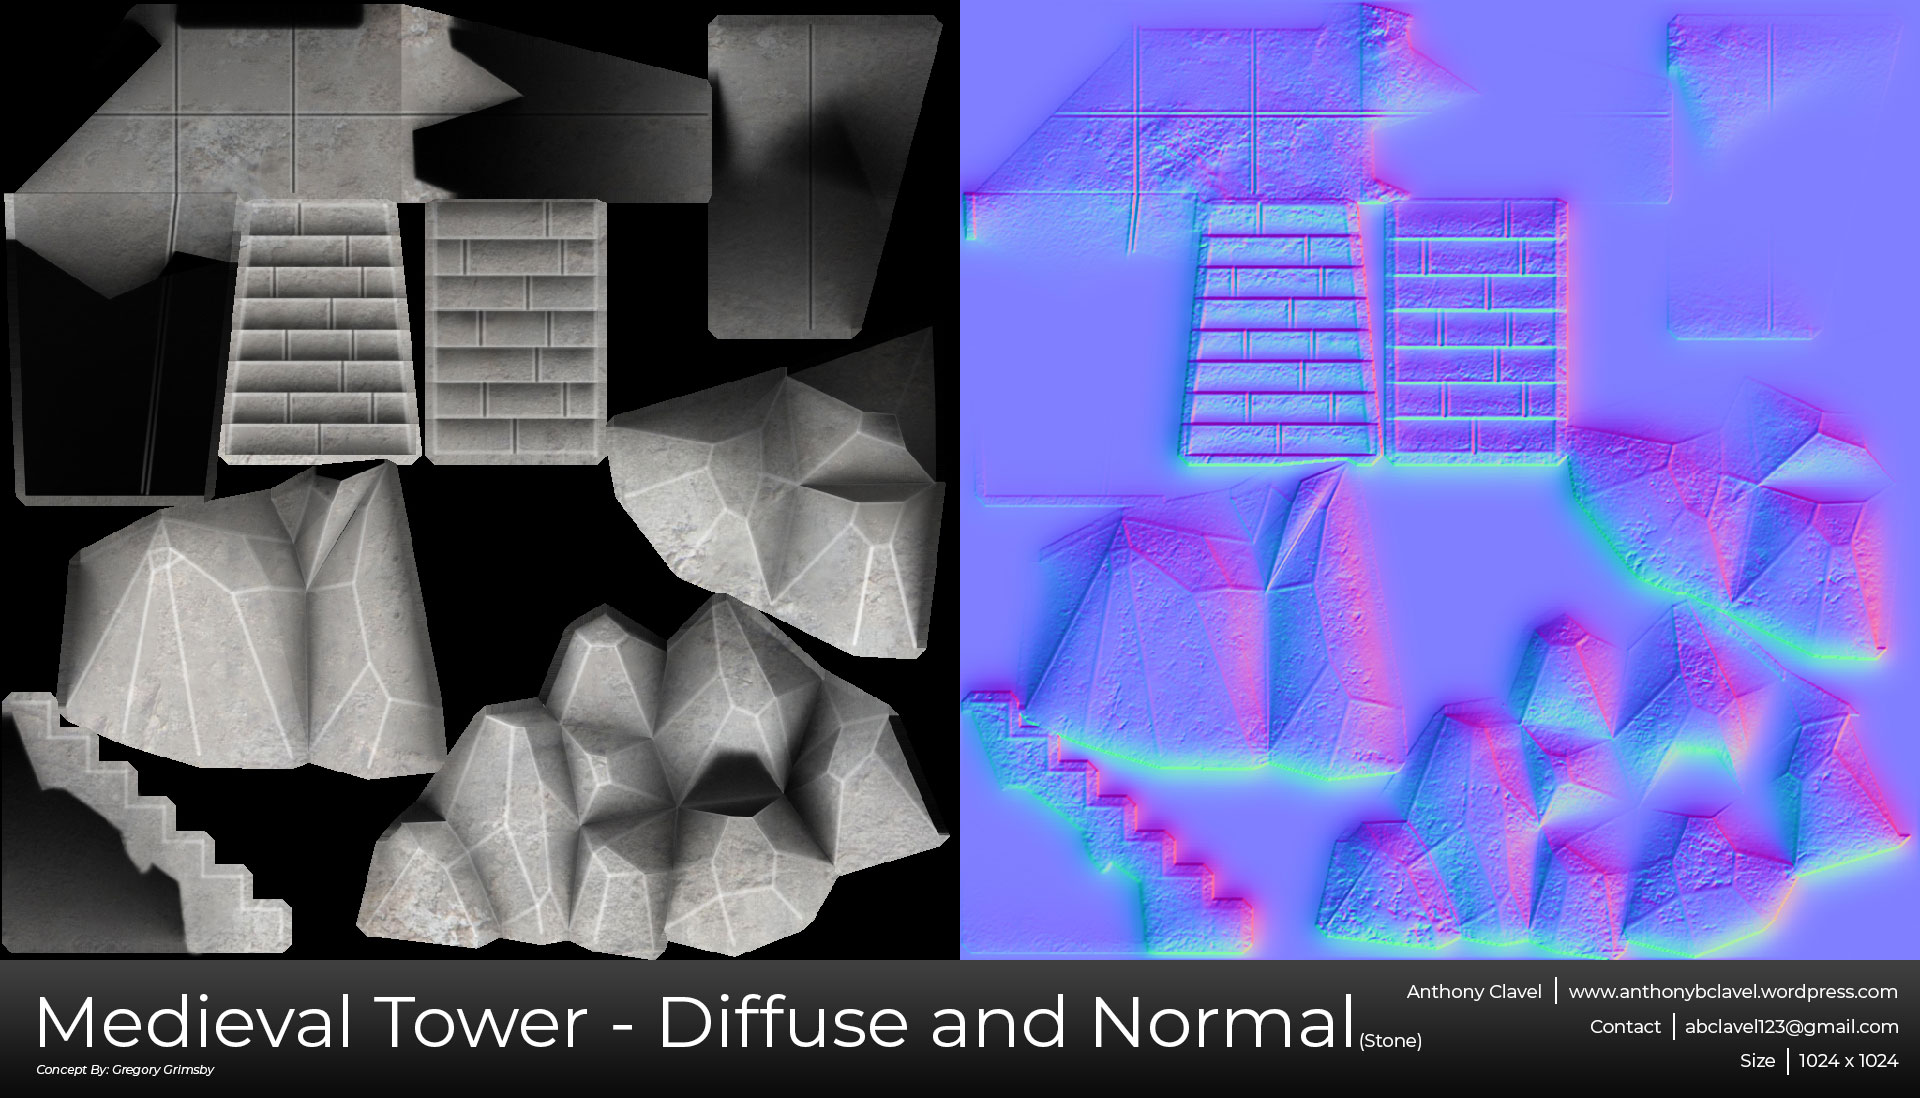 Medieval Tower - Diffuse and Normal (Stone)
Concept By: Gregory Grimsby
Anthony Clavel | www.anthonybclavel.wordpress.com
Contact | abclavel123@gmail.com
Size | 1024 x 1024